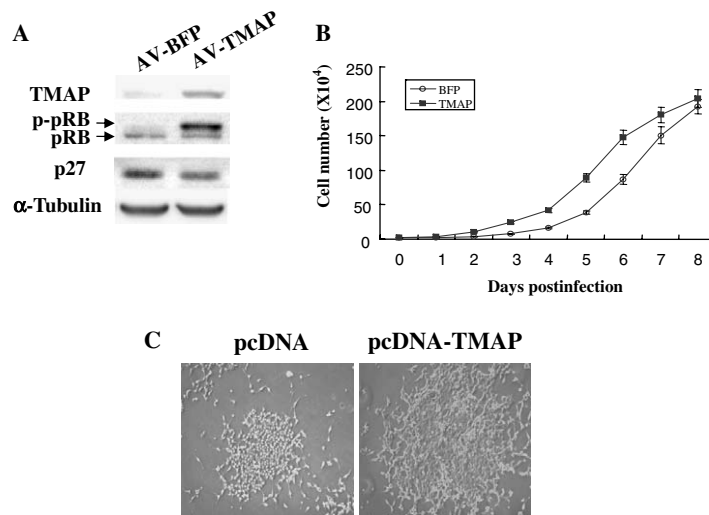 A
AV-BFP
AV-TMAP
TMAP
p-pRB
pRB
p27
α-Tubulin
B
Cell number (X10⁴)
250
200
150
100
50
0
BFP
TMAP
0 1 2 3 4 5 6 7 8
Days postinfection
C
pcDNA
pcDNA-TMAP